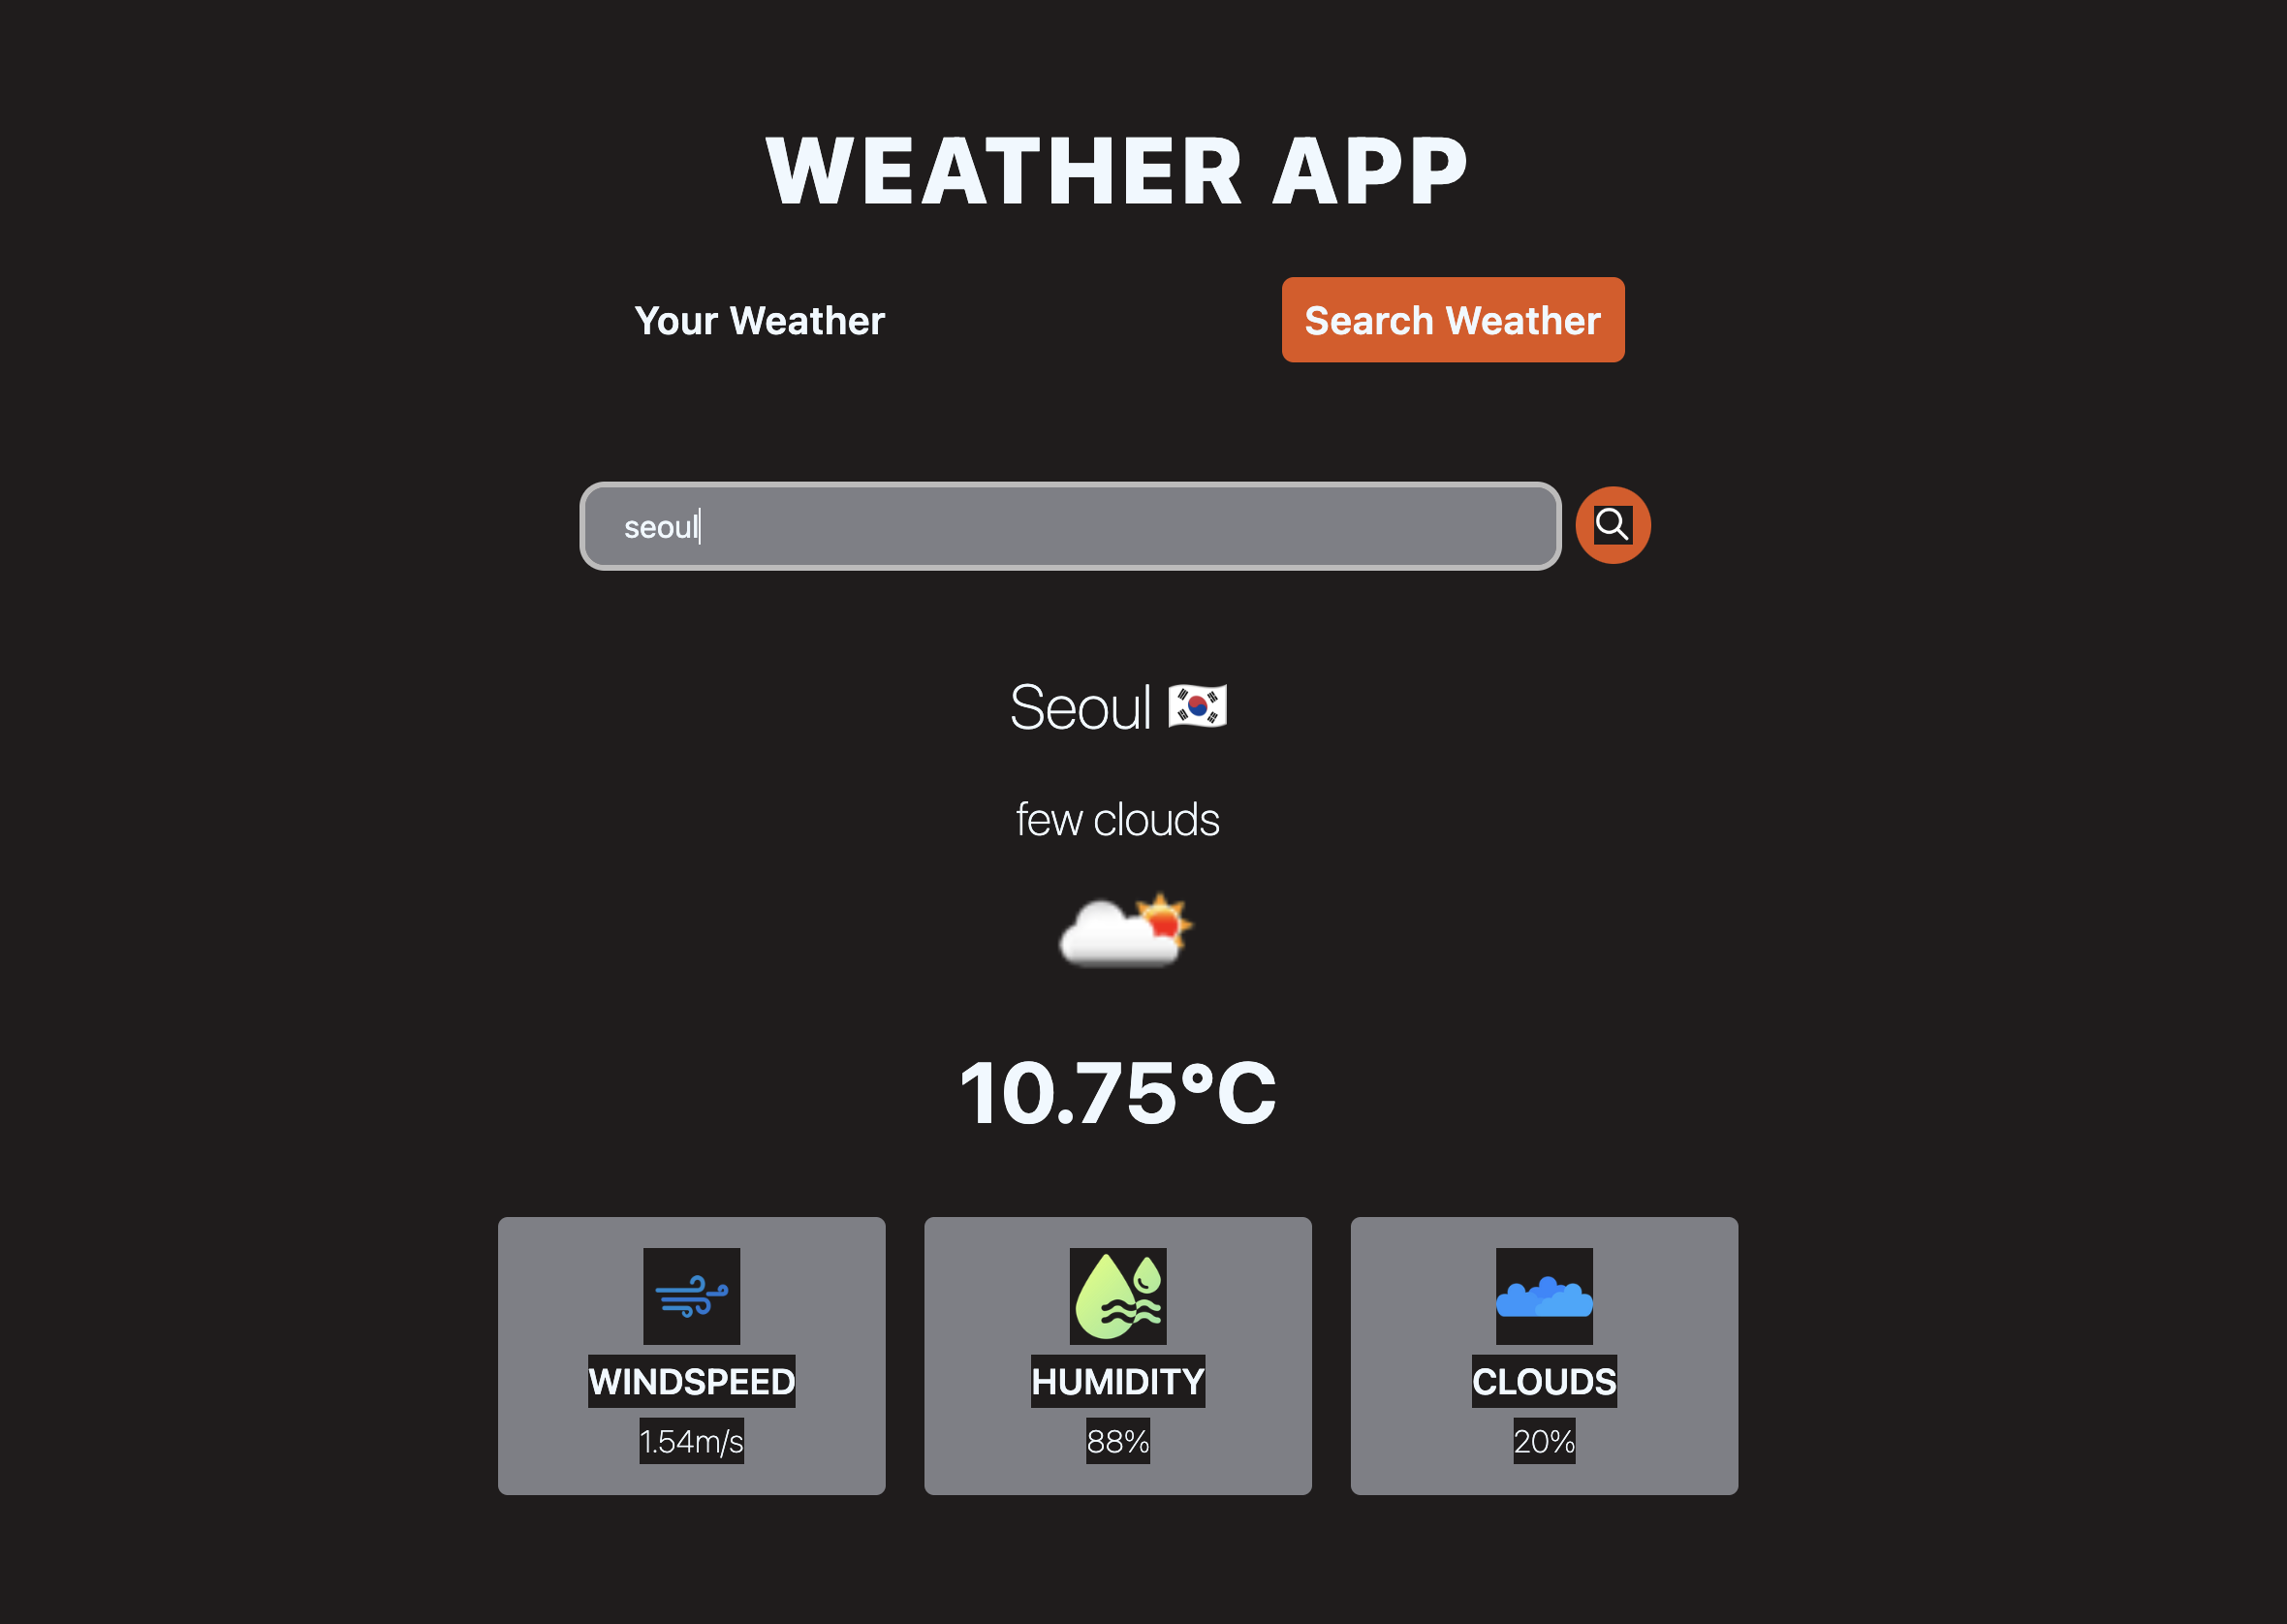 WEATHER APP
Your Weather
Search Weather
seoul
Seoul
few clouds
10.75°C
WINDSPEED
1.54m/s
HUMIDITY
88%
CLOUDS
20%